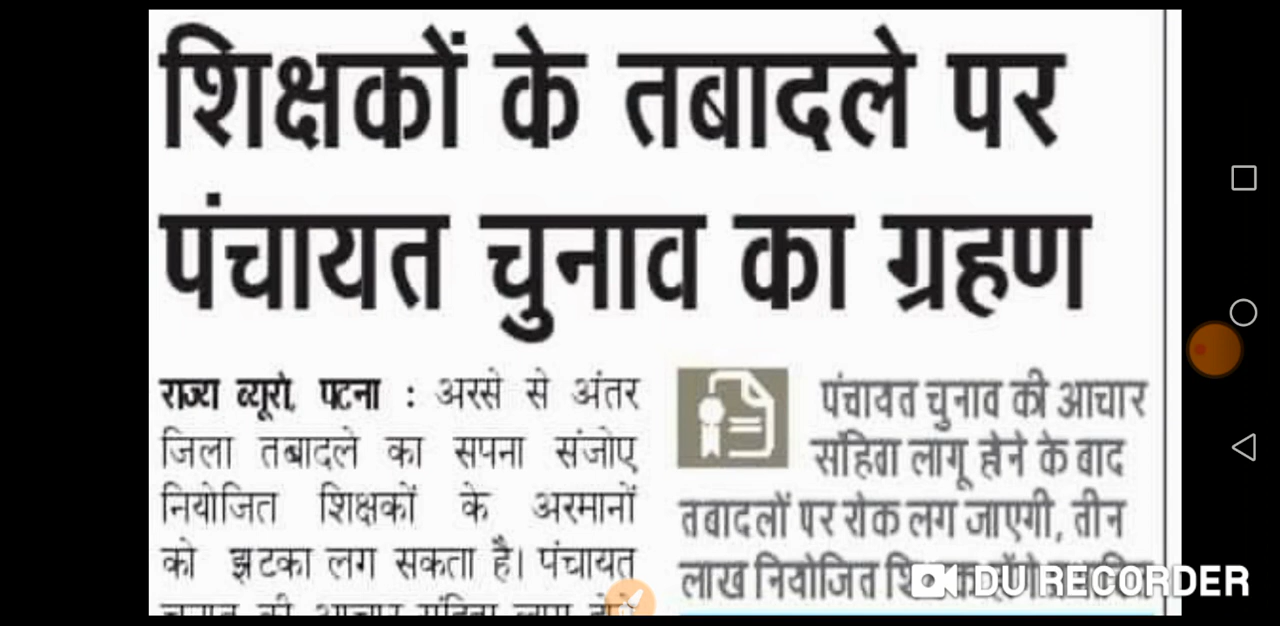 शिक्षकों के तबादले पर
पंचायत चुनाव का ग्रहण
राज्य ब्यूरो, पटना : अरसे से अंतर
जिला तबादले का सपना संजोए
नियोजित शिक्षकों के अरमानों
को झटका लग सकता है। पंचायत
पंचायत चुनाव की आचार
संहिता लागू होने के बाद
तबादलों पर रोक लग जाएगी, तीन
लाख नियोजित
DU RECORDER